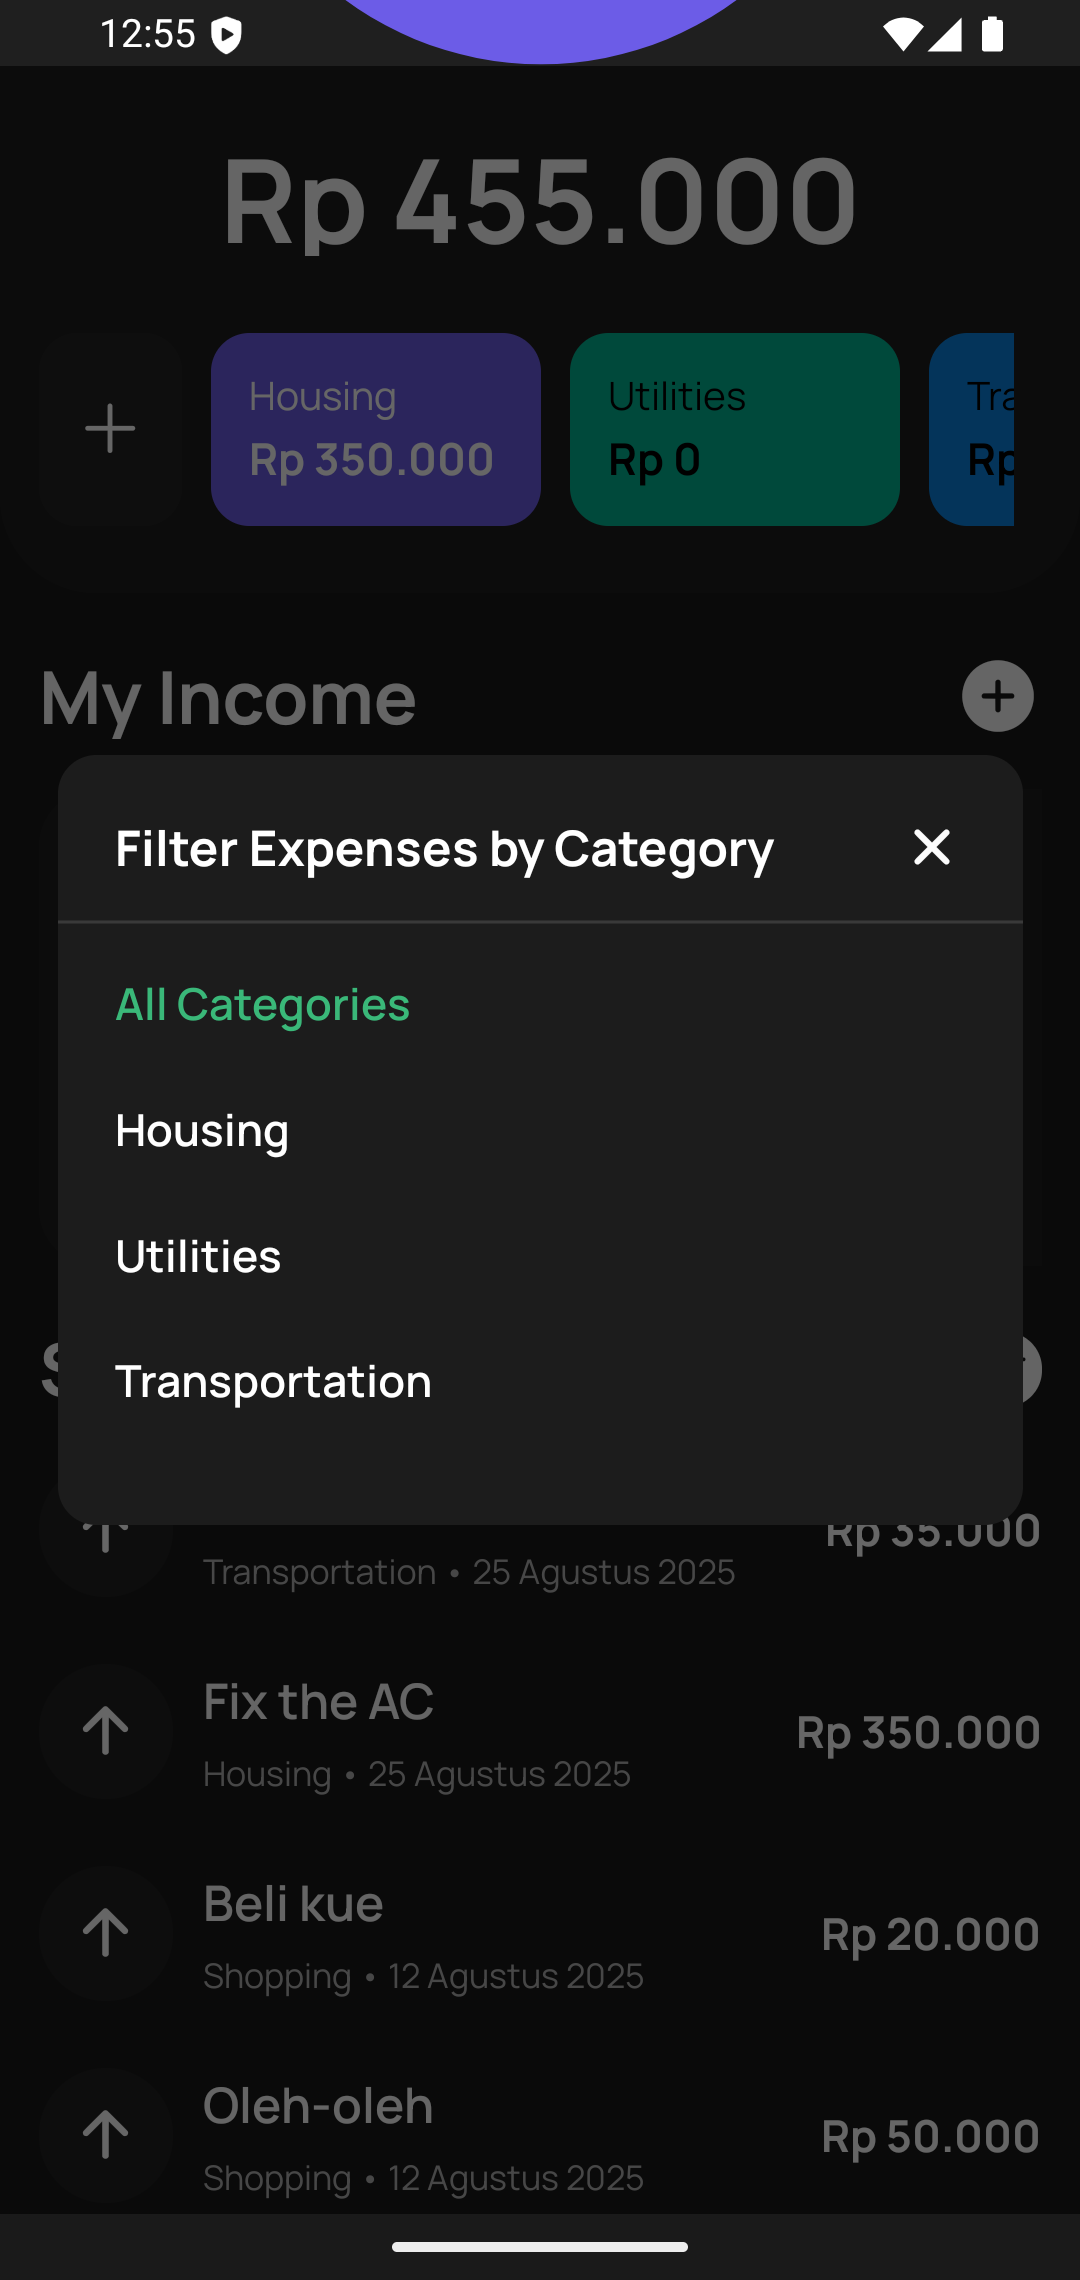 12:55
Rp 455.000
Housing
Rp 350.000
Utilities
Rp 0
Tra
Rp
My Income
Filter Expenses by Category
All Categories
Housing
Utilities
Transportation
Rp 35.000
Transportation • 25 Agustus 2025
Fix the AC
Rp 350.000
Housing • 25 Agustus 2025
Beli kue
Rp 20.000
Shopping • 12 Agustus 2025
Oleh-oleh
Rp 50.000
Shopping • 12 Agustus 2025